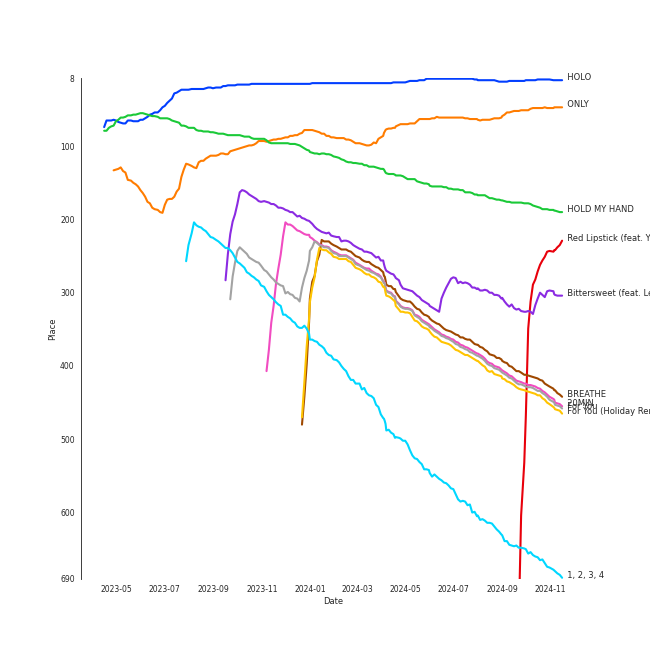 8
100
200
300
400
500
600
690
Place
2023-05
2023-07
2023-09
2023-11
2024-01
2024-03
2024-05
2024-07
2024-09
2024-11
Date
HOLO
ONLY
HOLD MY HAND
Red Lipstick (feat. Y
Bittersweet (feat. Le
BREATHE
20MIN
For You (Holiday Rem
1, 2, 3, 4